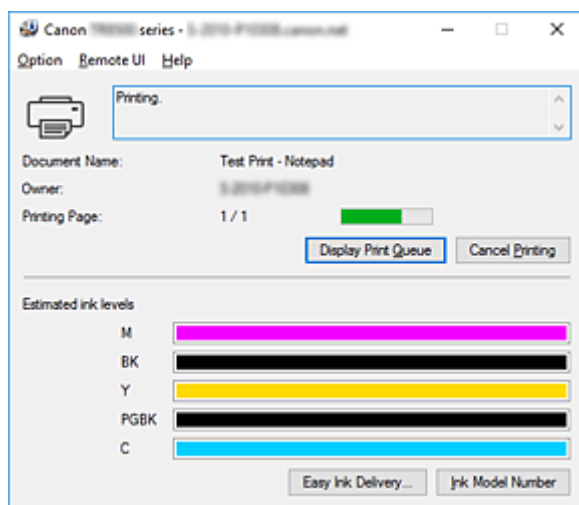 Canon series -
Option Remote UI Help
Printing.
Document Name: Test Print - Notepad
Owner:
Printing Page: 1 / 1
Display Print Queue Cancel Printing
Estimated ink levels
M
BK
Y
PGBK
C
Easy Ink Delivery... Ink Model Number